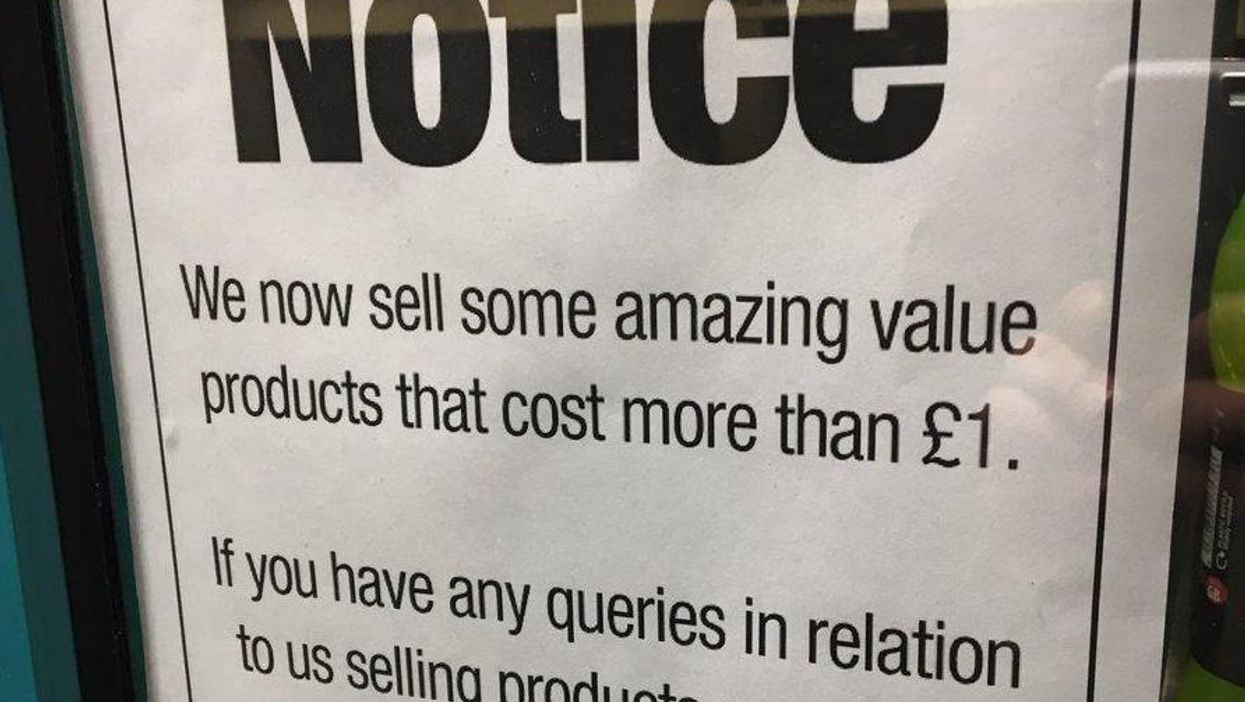 Notice
We now sell some amazing value
products that cost more than £1.
If you have any queries in relation
to us selling products